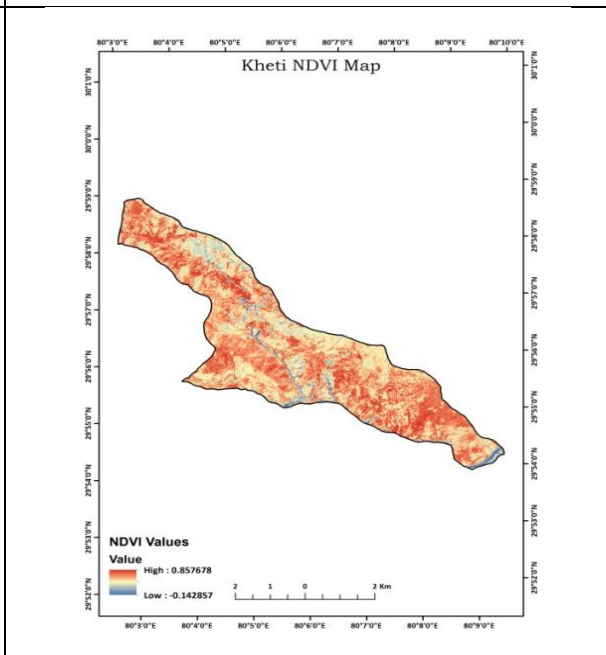 80°3'0"E 80°4'0"E 80°5'0"E 80°6'0"E 80°7'0"E 80°8'0"E 80°9'0"E 80°10'0"E
Kheti NDVI Map
30°1'0"N
30°0'0"N
29°59'0"N
29°58'0"N
29°57'0"N
29°56'0"N
29°55'0"N
29°54'0"N
29°53'0"N
29°52'0"N
30°1'0"N
30°0'0"N
29°59'0"N
29°58'0"N
29°57'0"N
29°56'0"N
29°55'0"N
29°54'0"N
29°53'0"N
29°52'0"N
NDVI Values
Value
High : 0.857678
Low : -0.142857
2 1 0 2 Km
80°3'0"E 80°4'0"E 80°5'0"E 80°6'0"E 80°7'0"E 80°8'0"E 80°9'0"E